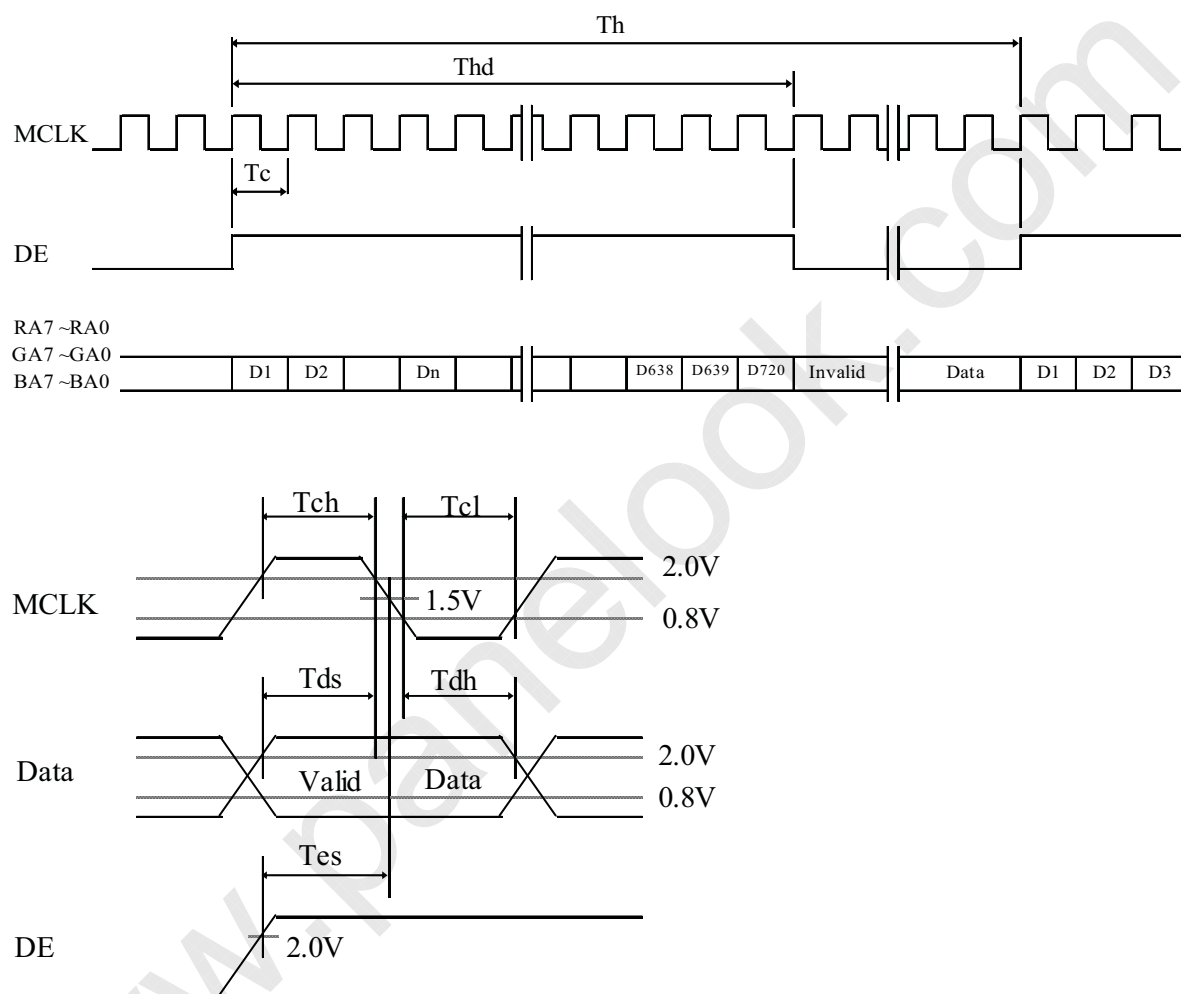 Th
Thd
MCLK
Tc
DE
RA7 ~RA0
GA7 ~GA0
BA7 ~BA0
D1 D2 Dn D638 D639 D720 Invalid Data D1 D2 D3
Tch Tcl
2.0V
MCLK
1.5V
0.8V
Tds Tdh
2.0V
Data
Valid Data
0.8V
Tes
DE
2.0V
w.panelook.com